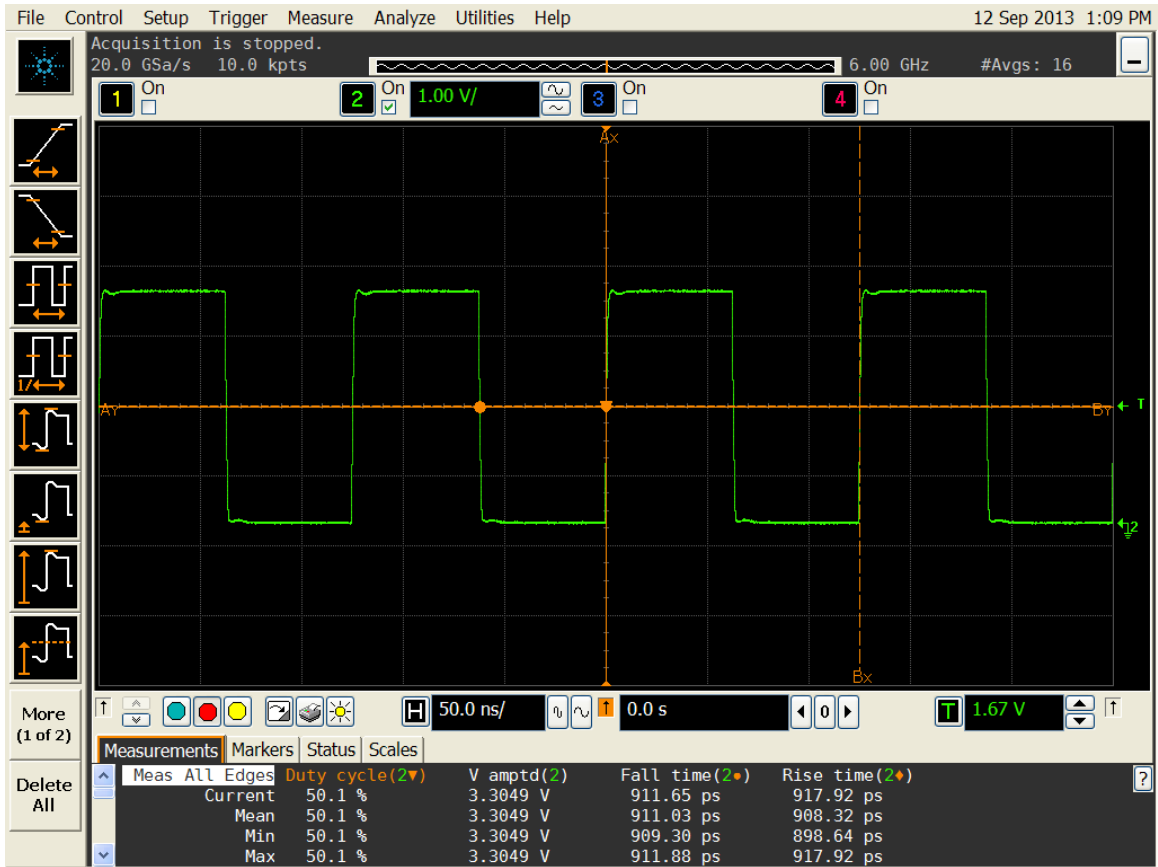 File Control Setup Trigger Measure Analyze Utilities Help 12 Sep 2013 1:09 PM
Acquisition is stopped.
20.0 GSa/s 10.0 kpts 6.00 GHz #Avgs: 16
1 On 2 On 1.00 V/ 3 On 4 On
Ax
1/
AY BY T
2
Bx
More
(1 of 2)
H 50.0 ns/ 0.0 s 0 T 1.67 V
Measurements Markers Status Scales
Delete
All
Meas All Edges Duty cycle(2▼) V amptd(2) Fall time(2●) Rise time(2♦) ?
Current 50.1 % 3.3049 V 911.65 ps 917.92 ps
Mean 50.1 % 3.3049 V 911.03 ps 908.32 ps
Min 50.1 % 3.3049 V 909.30 ps 898.64 ps
Max 50.1 % 3.3049 V 911.88 ps 917.92 ps